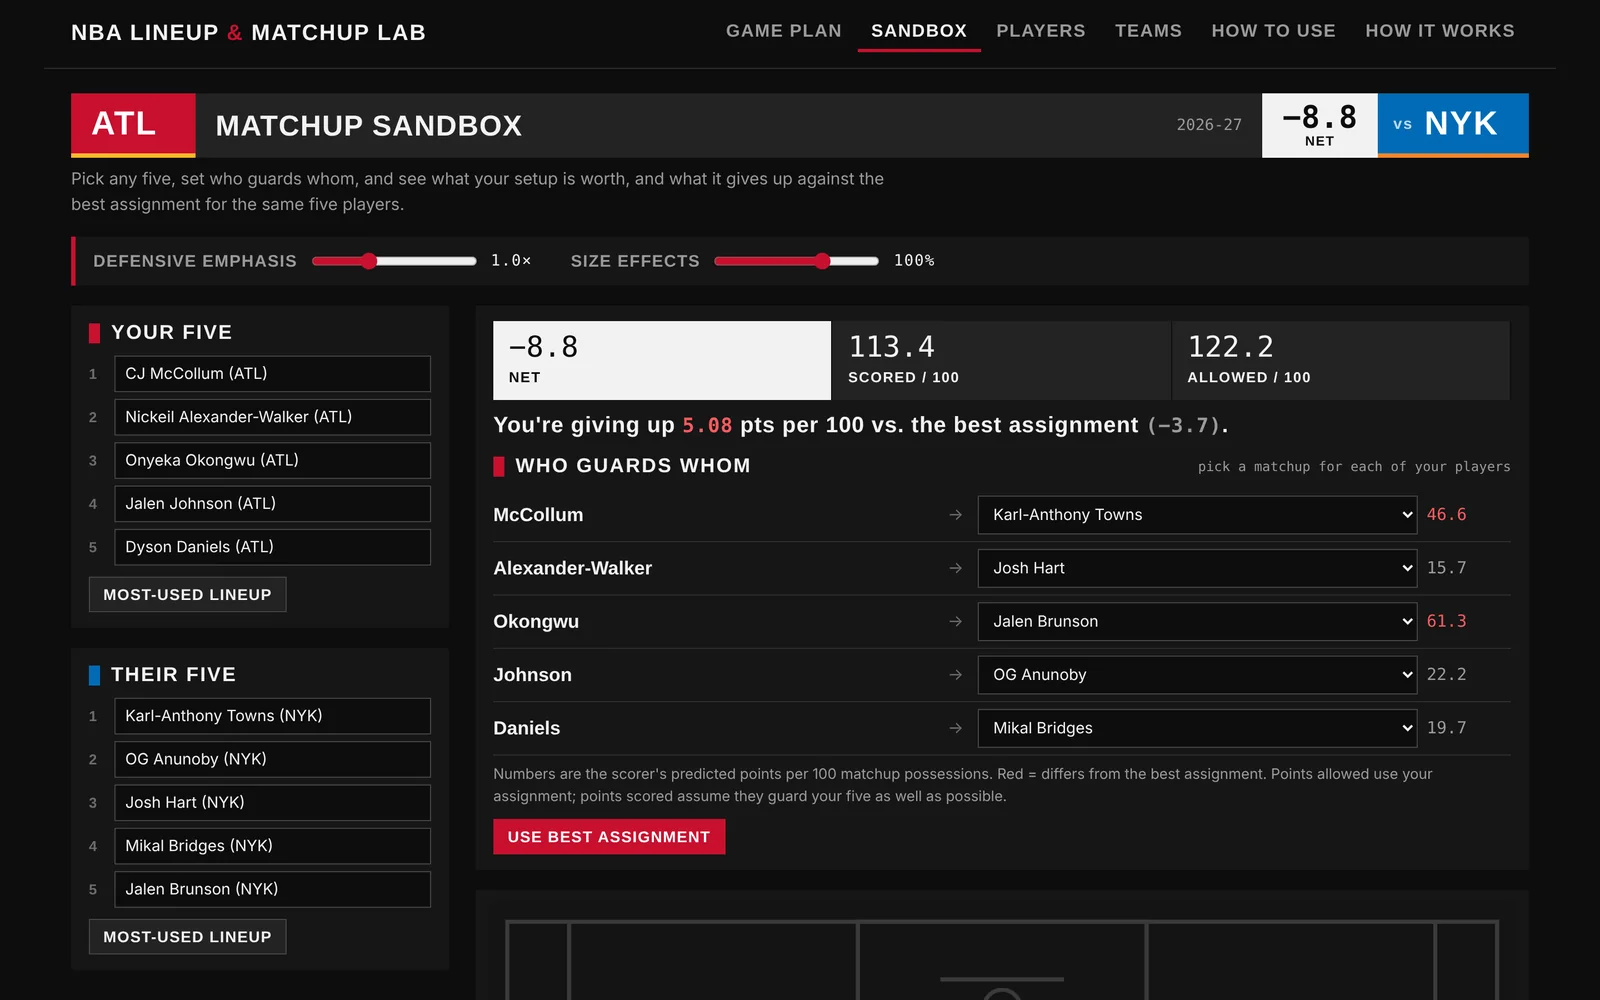 NBA LINEUP & MATCHUP LAB
GAME PLAN
SANDBOX
PLAYERS
TEAMS
HOW TO USE
HOW IT WORKS
ATL
MATCHUP SANDBOX
2026-27
−8.8
NET
vs NYK
Pick any five, set who guards whom, and see what your setup is worth, and what it gives up against the
best assignment for the same five players.
DEFENSIVE EMPHASIS
1.0×
SIZE EFFECTS
100%
YOUR FIVE
1 CJ McCollum (ATL)
2 Nickeil Alexander-Walker (ATL)
3 Onyeka Okongwu (ATL)
4 Jalen Johnson (ATL)
5 Dyson Daniels (ATL)
MOST-USED LINEUP
THEIR FIVE
1 Karl-Anthony Towns (NYK)
2 OG Anunoby (NYK)
3 Josh Hart (NYK)
4 Mikal Bridges (NYK)
5 Jalen Brunson (NYK)
MOST-USED LINEUP
−8.8
NET
113.4
SCORED / 100
122.2
ALLOWED / 100
You're giving up 5.08 pts per 100 vs. the best assignment (−3.7).
WHO GUARDS WHOM
pick a matchup for each of your players
McCollum → Karl-Anthony Towns 46.6
Alexander-Walker → Josh Hart 15.7
Okongwu → Jalen Brunson 61.3
Johnson → OG Anunoby 22.2
Daniels → Mikal Bridges 19.7
Numbers are the scorer's predicted points per 100 matchup possessions. Red = differs from the best assignment. Points allowed use your
assignment; points scored assume they guard your five as well as possible.
USE BEST ASSIGNMENT